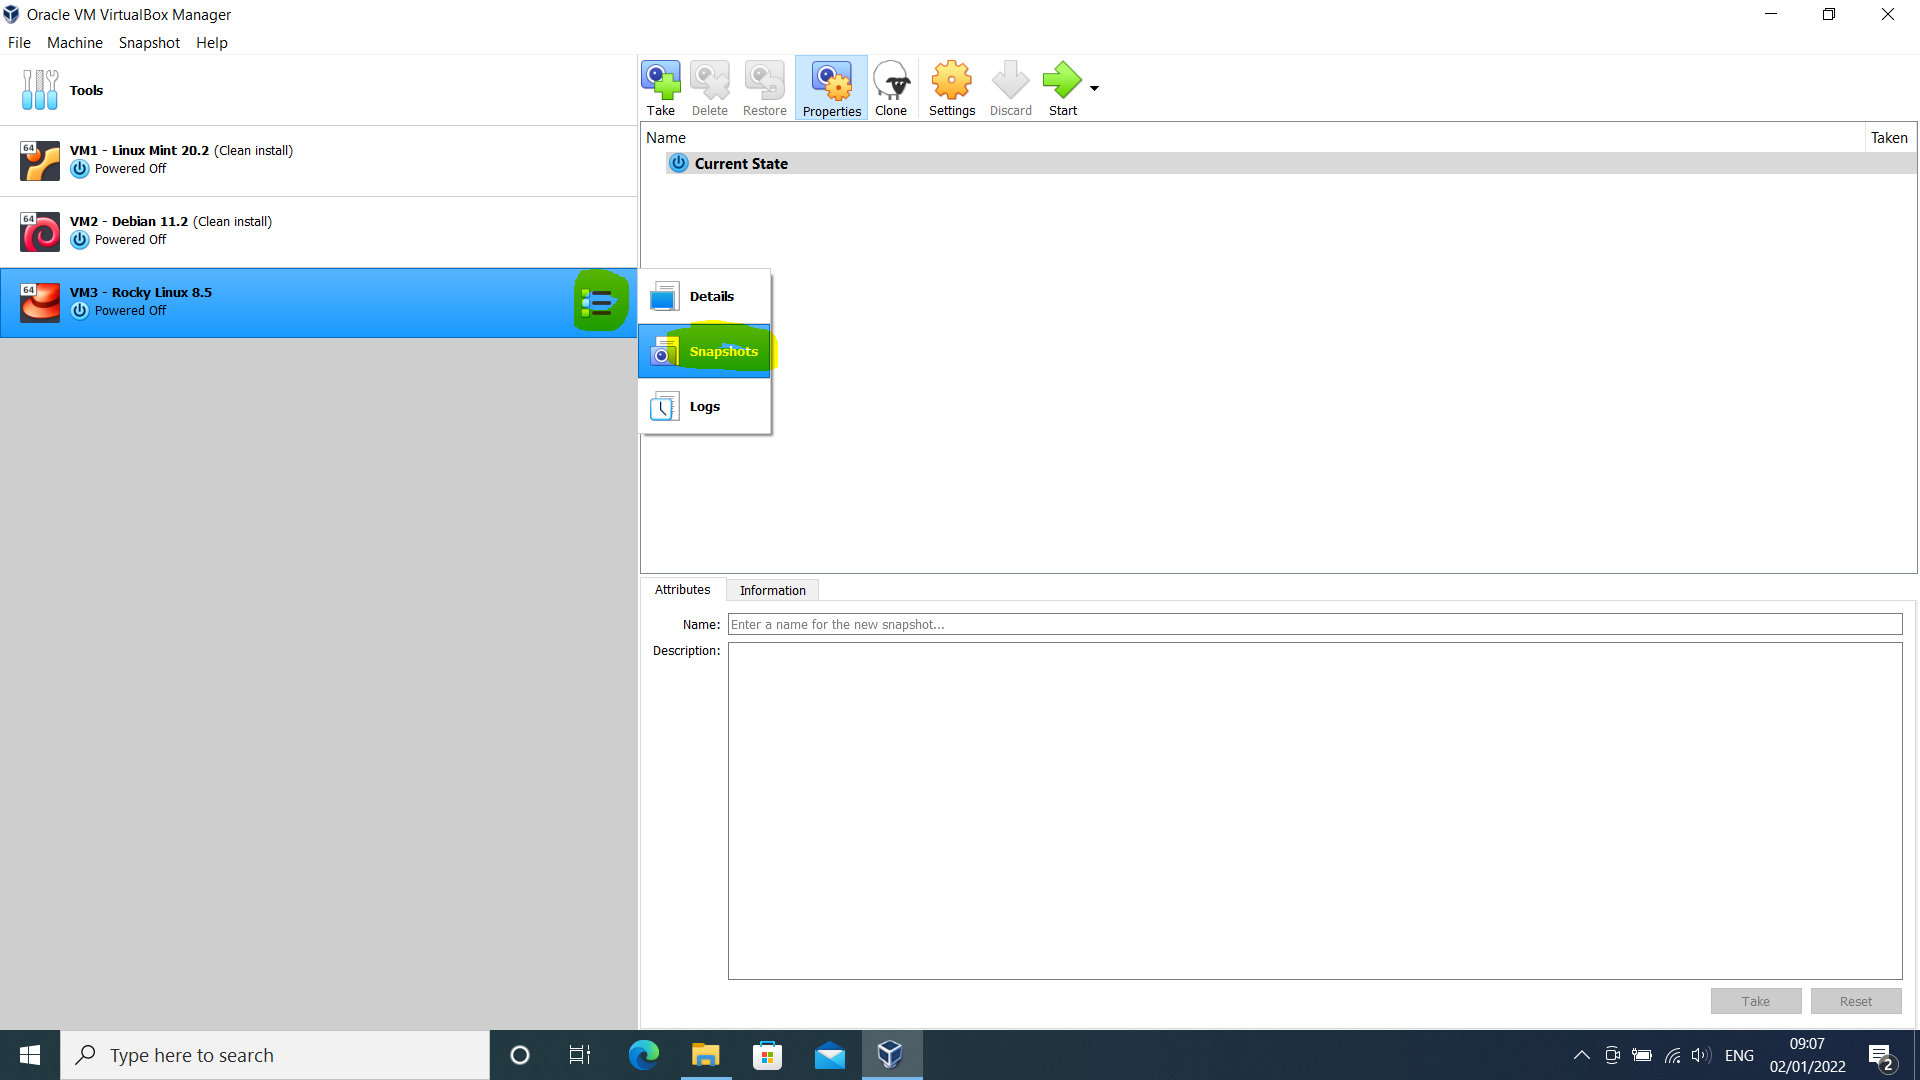 Oracle VM VirtualBox Manager
File Machine Snapshot Help
Tools
64
VM1 - Linux Mint 20.2 (Clean install)
Powered Off
64
VM2 - Debian 11.2 (Clean install)
Powered Off
64
VM3 - Rocky Linux 8.5
Powered Off
Take Delete Restore Properties Clone Settings Discard Start
Name Taken
Current State
Details
Snapshots
Logs
Attributes Information
Name: Enter a name for the new snapshot...
Description:
Take Reset
Type here to search
ENG
09:07
02/01/2022
2